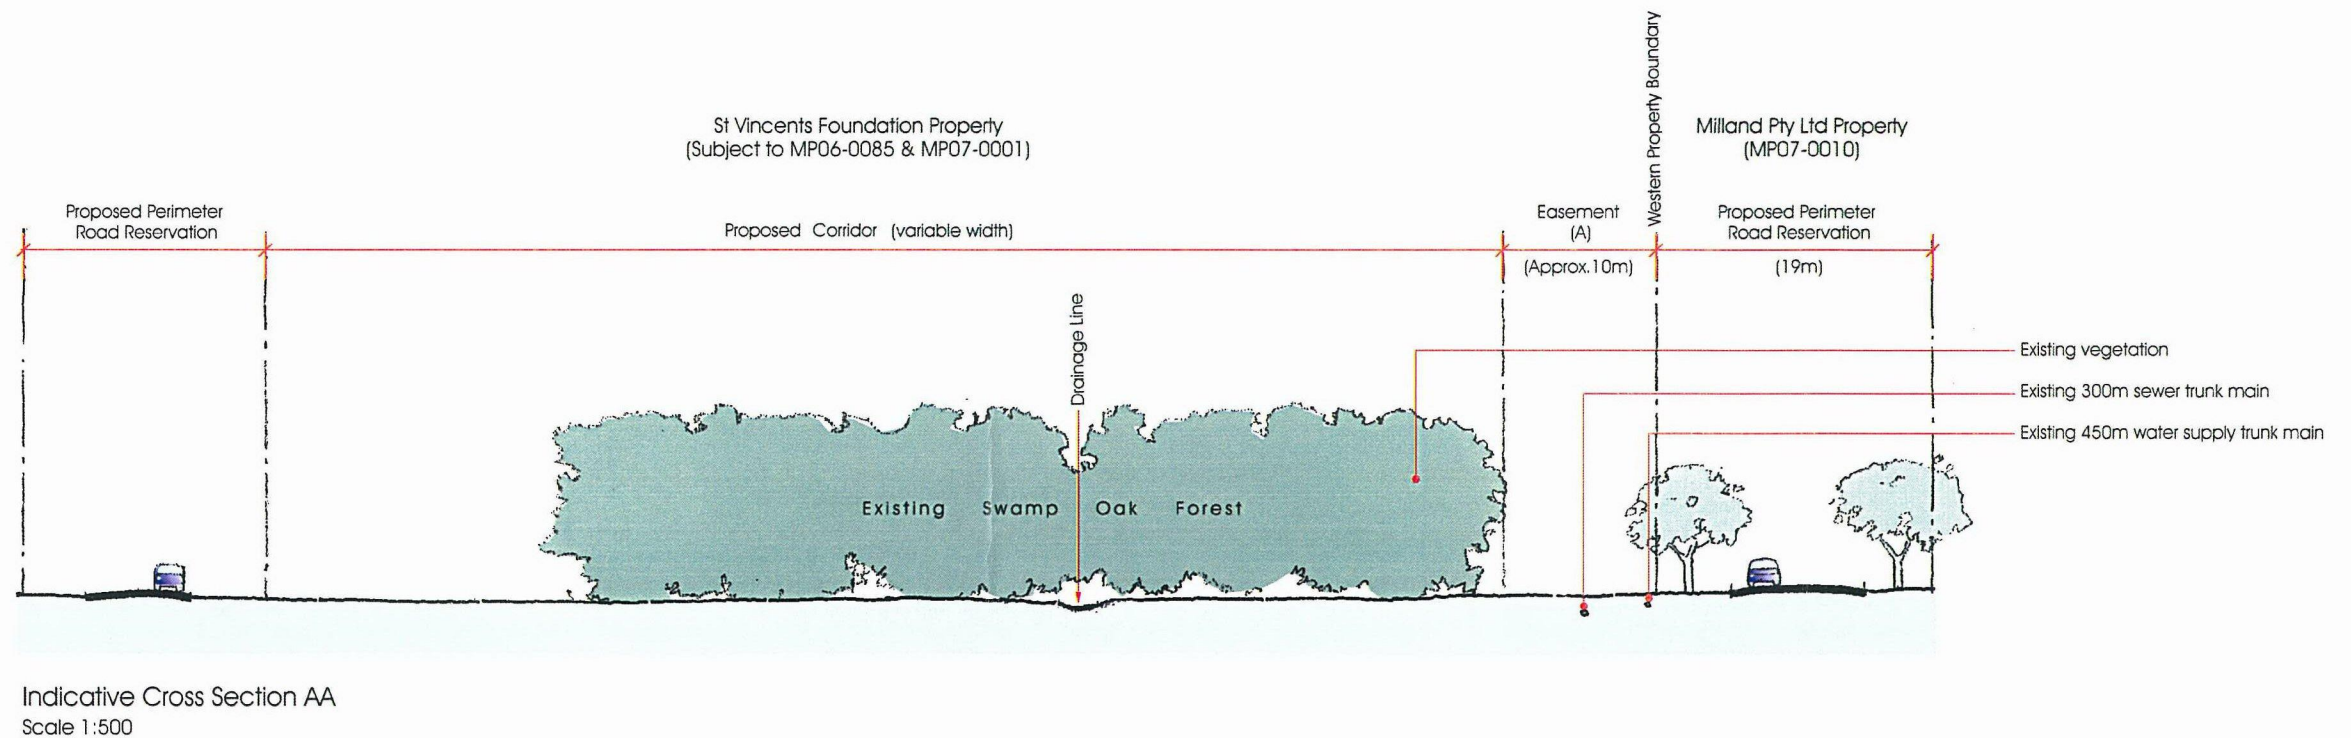 Western Property Boundary
St Vincents Foundation Property
(Subject to MP06-0085 & MP07-0001)
Milland Pty Ltd Property
(MP07-0010)
Proposed Perimeter
Road Reservation
Proposed Corridor (variable width)
Easement
(A)
(Approx.10m)
Proposed Perimeter
Road Reservation
(19m)
Drainage Line
Existing vegetation
Existing 300m sewer trunk main
Existing 450m water supply trunk main
Existing Swamp Oak Forest
Indicative Cross Section AA
Scale 1:500